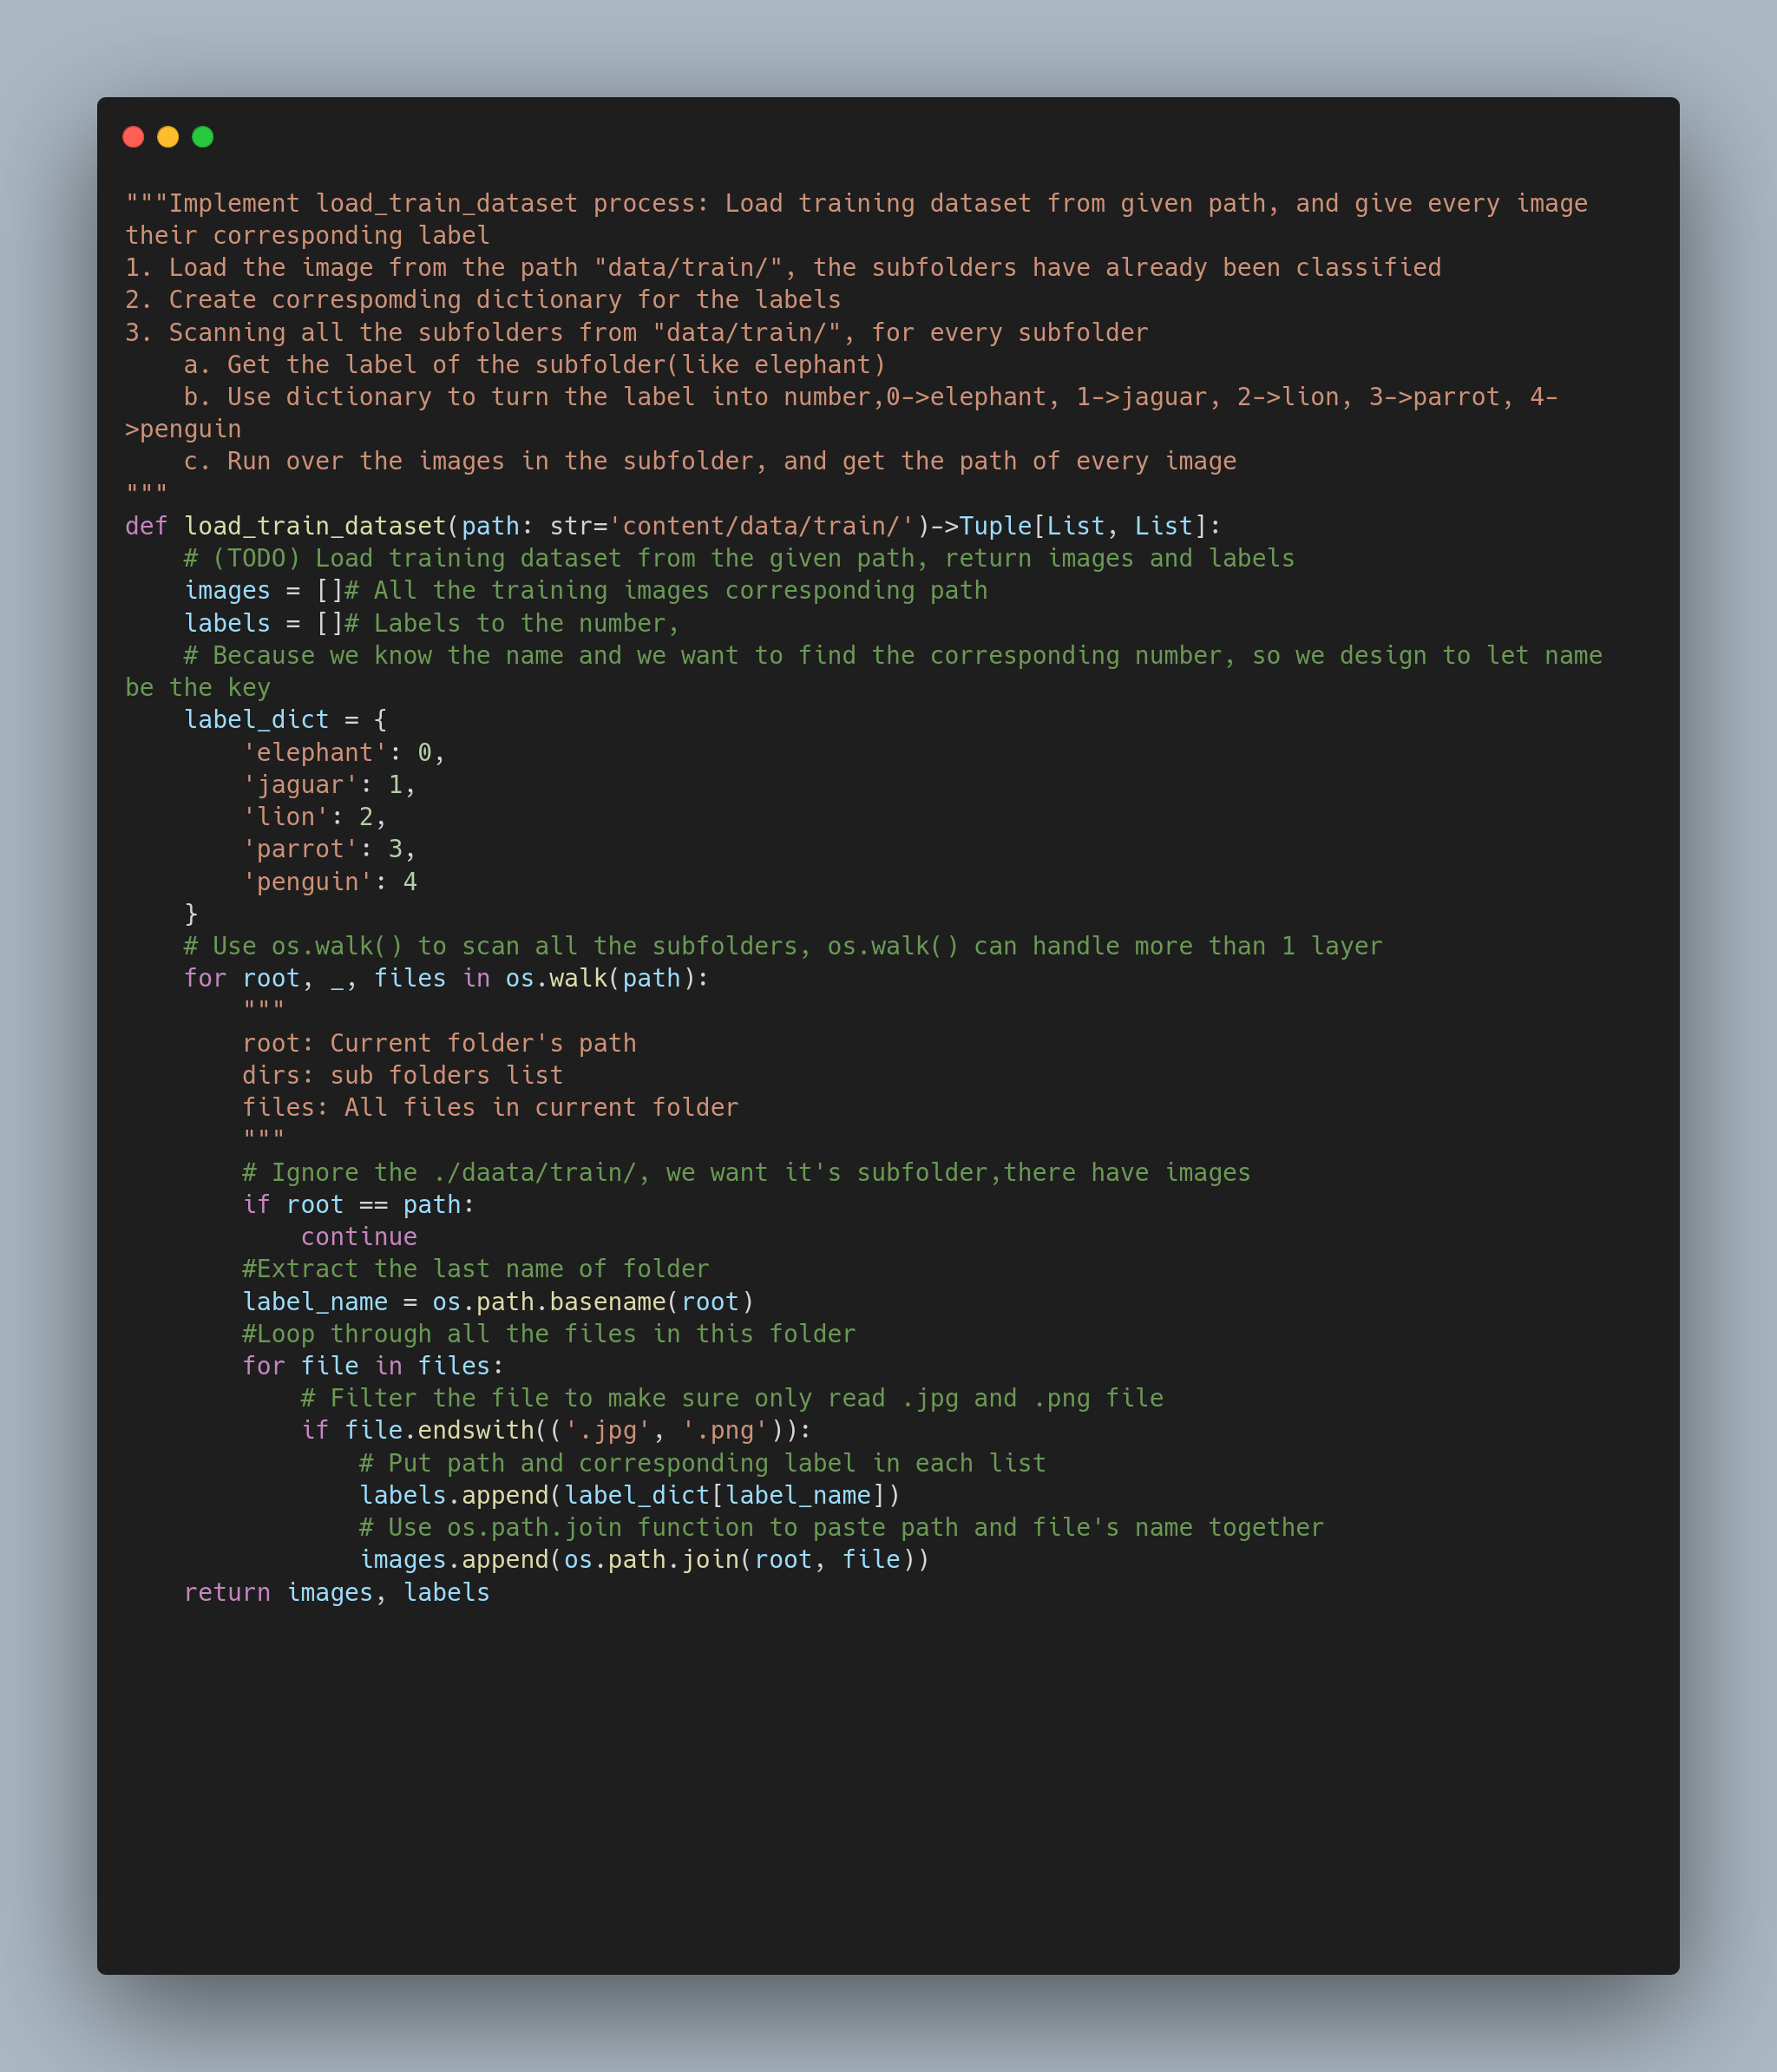 """Implement load_train_dataset process: Load training dataset from given path, and give every image
their corresponding label
1. Load the image from the path "data/train/", the subfolders have already been classified
2. Create correspomding dictionary for the labels
3. Scanning all the subfolders from "data/train/", for every subfolder
    a. Get the label of the subfolder(like elephant)
    b. Use dictionary to turn the label into number,0->elephant, 1->jaguar, 2->lion, 3->parrot, 4-
>penguin
    c. Run over the images in the subfolder, and get the path of every image
"""
def load_train_dataset(path: str='content/data/train/')->Tuple[List, List]:
    # (TODO) Load training dataset from the given path, return images and labels
    images = []# All the training images corresponding path
    labels = []# Labels to the number,
    # Because we know the name and we want to find the corresponding number, so we design to let name
be the key
    label_dict = {
        'elephant': 0,
        'jaguar': 1,
        'lion': 2,
        'parrot': 3,
        'penguin': 4
    }
    # Use os.walk() to scan all the subfolders, os.walk() can handle more than 1 layer
    for root, _, files in os.walk(path):
        """
        root: Current folder's path
        dirs: sub folders list
        files: All files in current folder
        """
        # Ignore the ./daata/train/, we want it's subfolder,there have images
        if root == path:
            continue
        #Extract the last name of folder
        label_name = os.path.basename(root)
        #Loop through all the files in this folder
        for file in files:
            # Filter the file to make sure only read .jpg and .png file
            if file.endswith(('.jpg', '.png')):
                # Put path and corresponding label in each list
                labels.append(label_dict[label_name])
                # Use os.path.join function to paste path and file's name together
                images.append(os.path.join(root, file))
    return images, labels